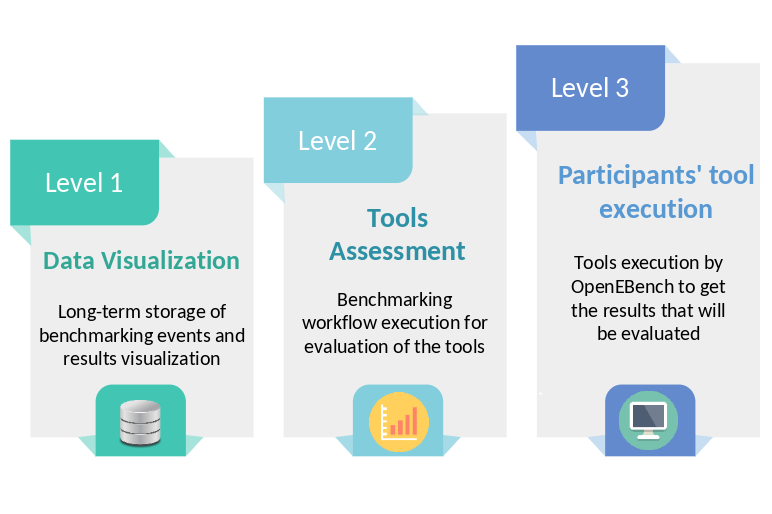 Level 1
Data Visualization
Long-term storage of
benchmarking events and
results visualization
Level 2
Tools
Assessment
Benchmarking
workflow execution for
evaluation of the tools
Level 3
Participants' tool
execution
Tools execution by
OpenEBench to get
the results that will
be evaluated